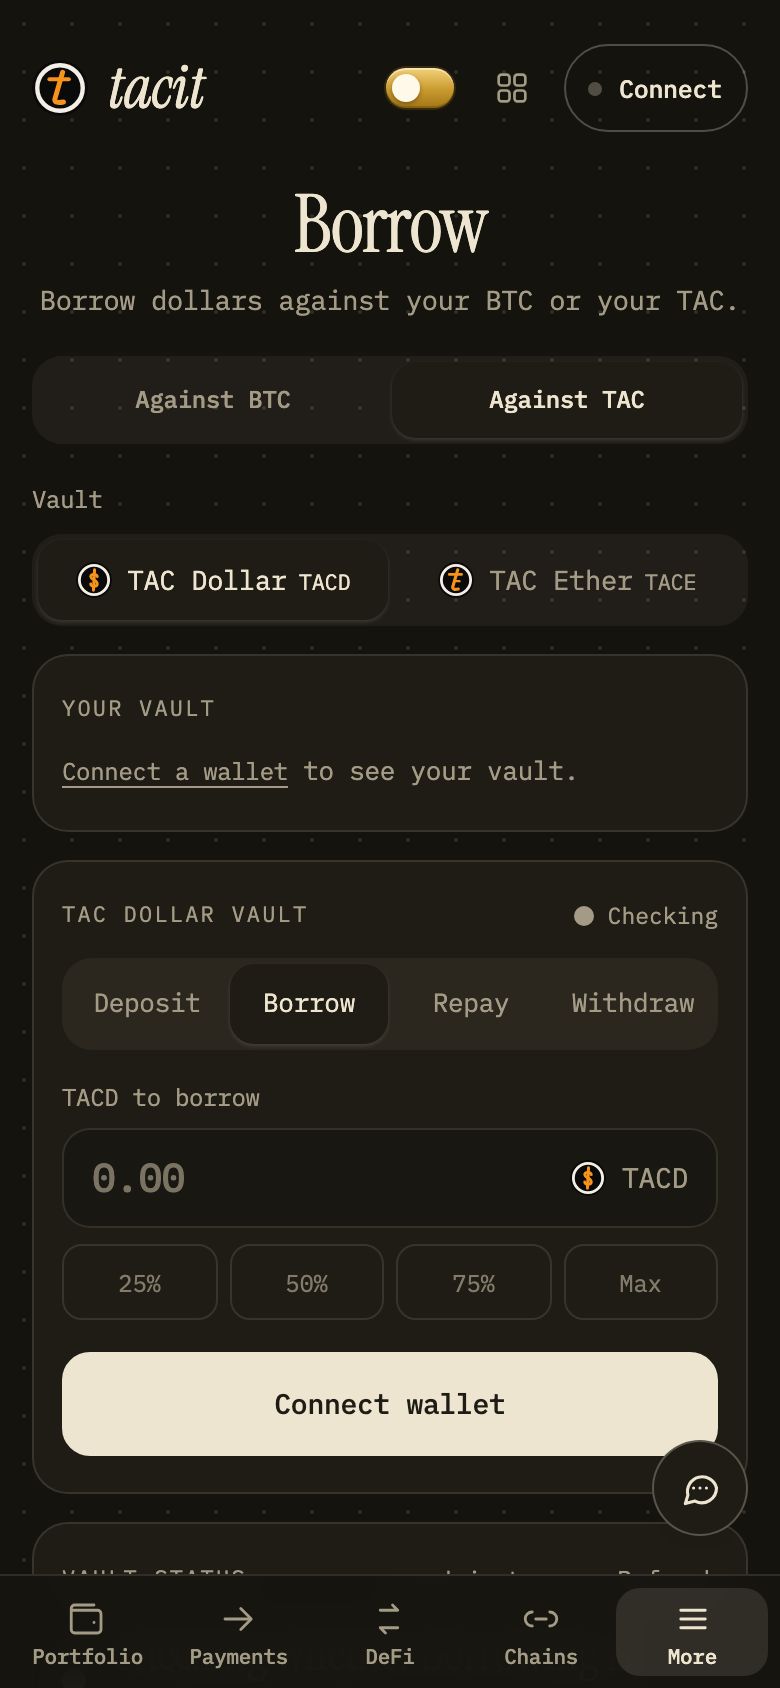 tacit
Connect
Borrow
Borrow dollars against your BTC or your TAC.
Against BTC
Against TAC
Vault
TAC Dollar TACD
TAC Ether TACE
YOUR VAULT
Connect a wallet to see your vault.
TAC DOLLAR VAULT
Checking
Deposit
Borrow
Repay
Withdraw
TACD to borrow
0.00
TACD
25%
50%
75%
Max
Connect wallet
VAULT STATUS
Portfolio
Payments
DeFi
Chains
More